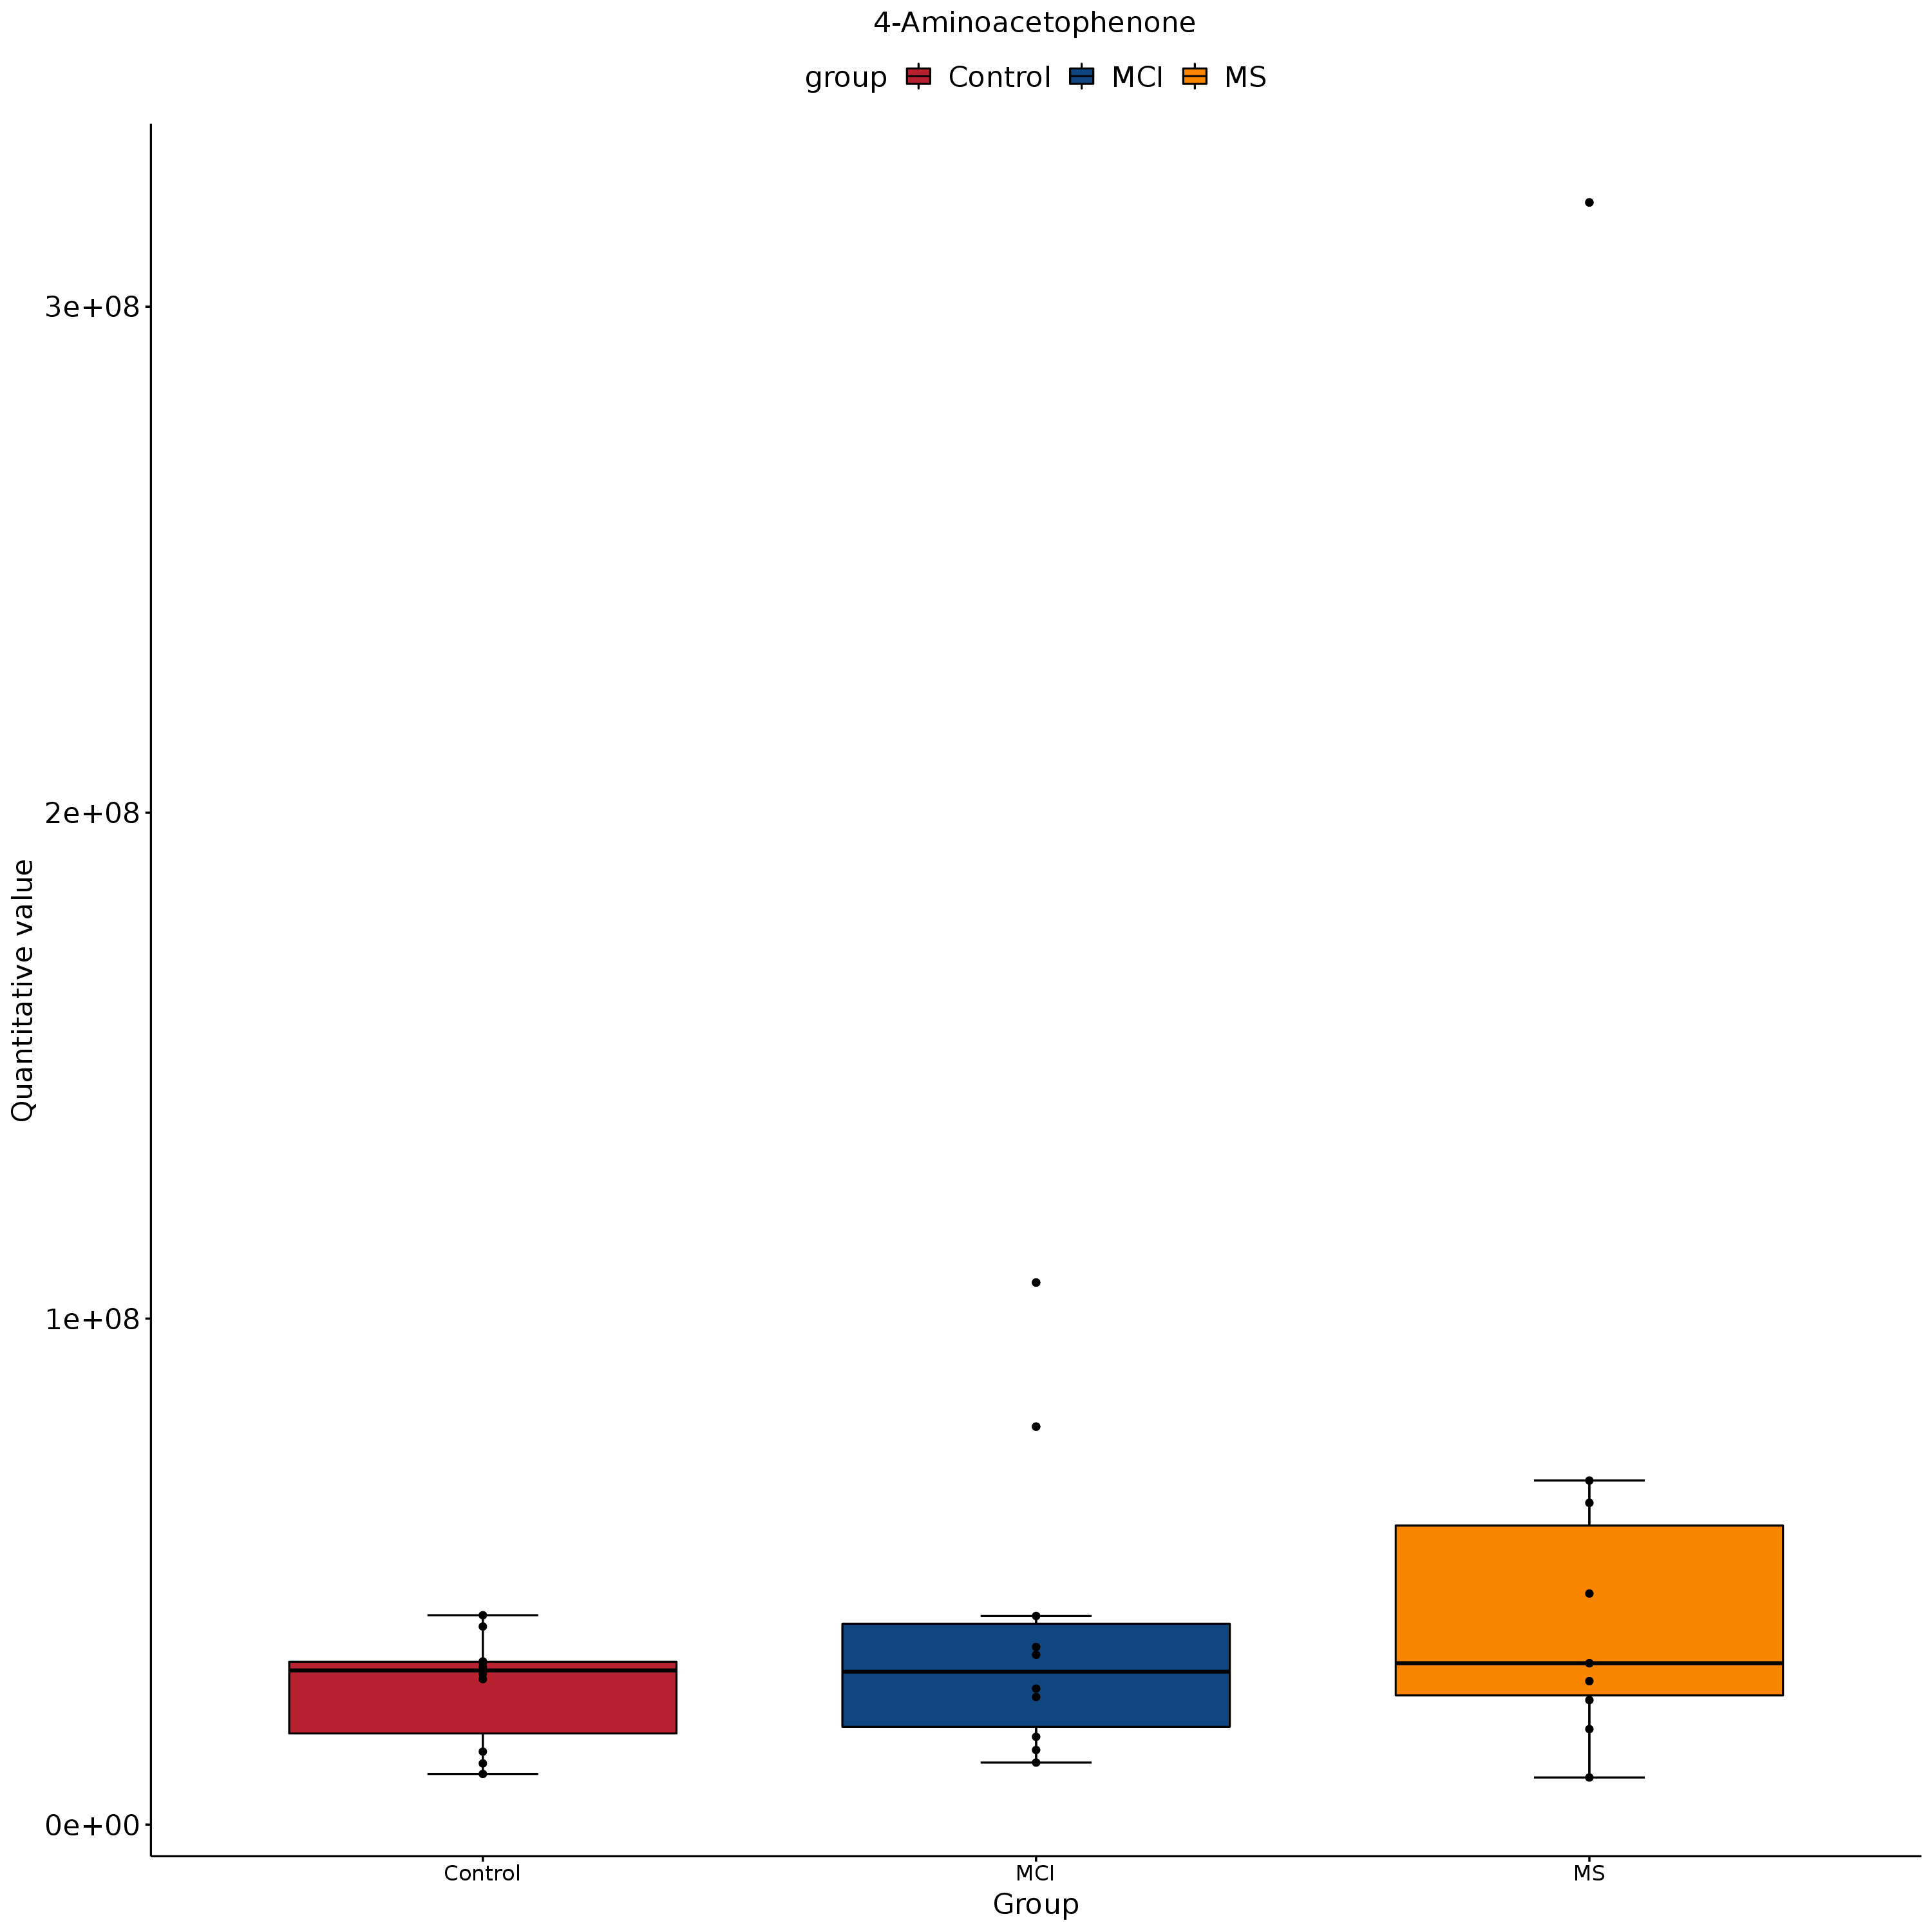 4-Aminoacetophenone
group Control MCI MS
3e+08
2e+08
1e+08
0e+00
Quantitative value
Control MCI MS
Group